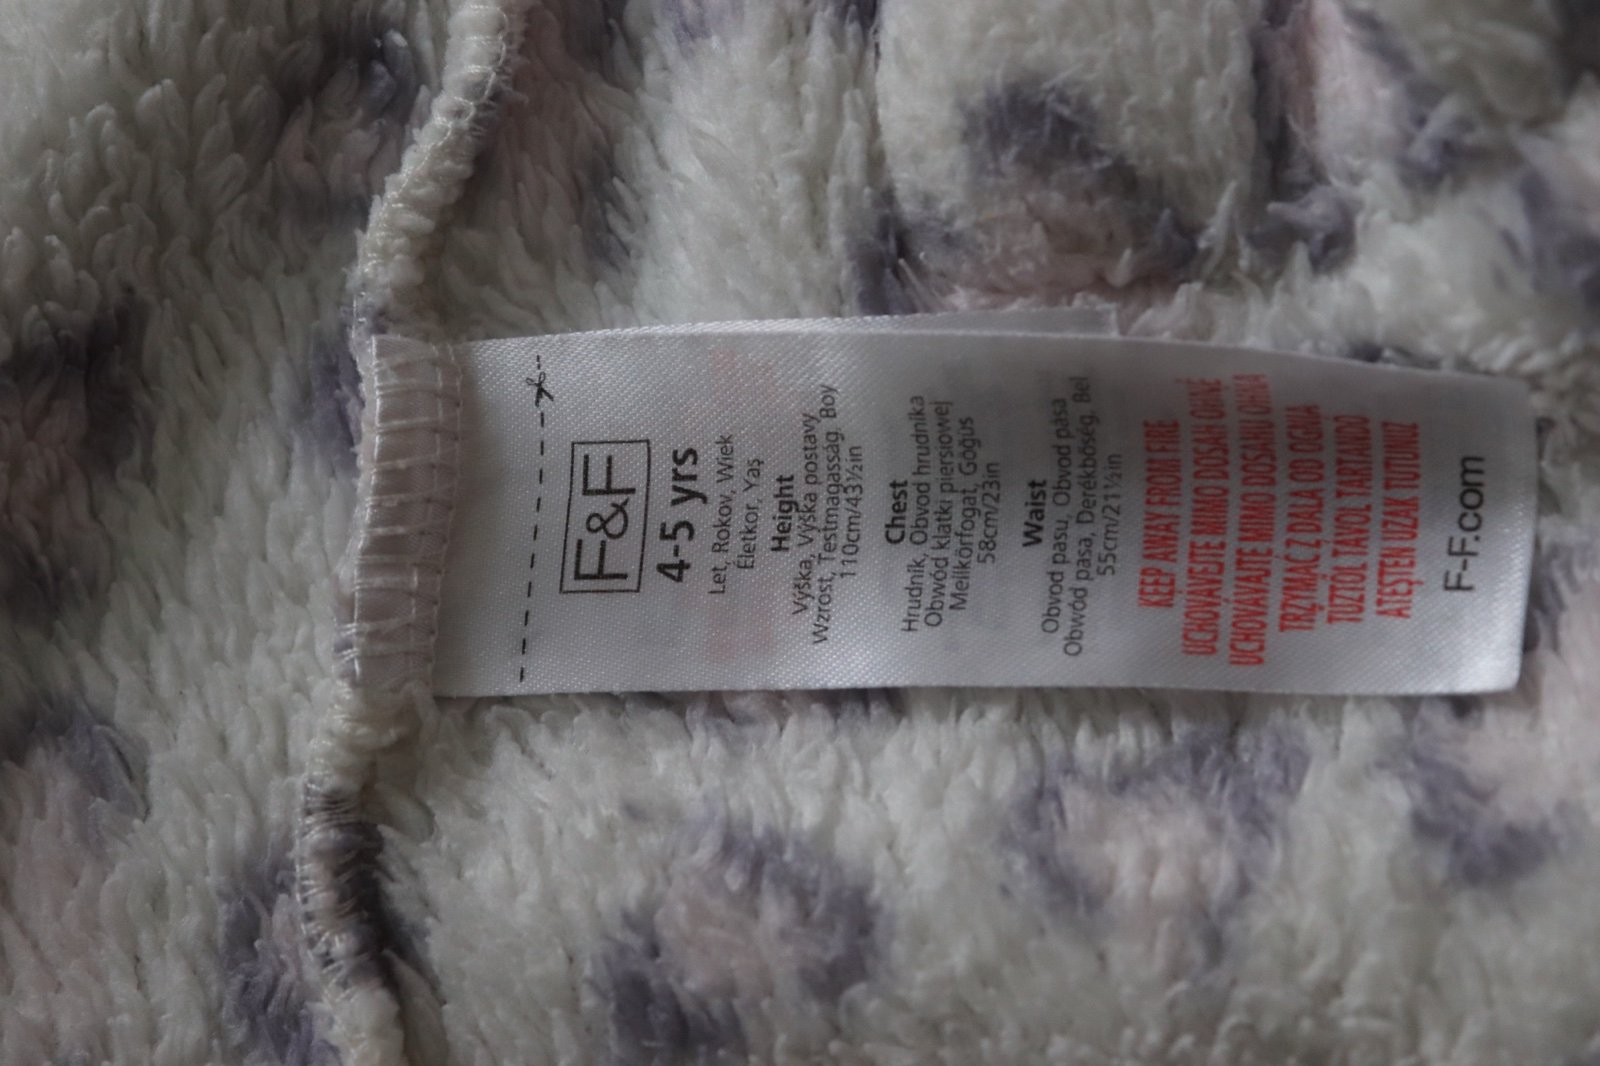 F&F
4-5 yrs
Let, Rokov, Wiek
Életkor, Yaş
Height
Výška, Výška postavy
Wzrost, Testmagasság, Boy
110cm/43½in
Chest
Hrudník, Obvod hrudníka
Obwód klatki piersiowej
Mellkörfogat, Göğüs
58cm/23in
Waist
Obvod pasu, Obvod pása
Obwód pasa, Derékbőség, Bel
55cm/21½in
KEEP AWAY FROM FIRE
UCHOVÁVEJTE MIMO DOSAH OHNĚ
UCHOVÁVAJTE MIMO DOSAHU OHŇA
TRZYMAĆ Z DALA OD OGNIA
TŰZTŐL TÁVOL TARTANDÓ
ATEŞTEN UZAK TUTUNUZ
F-F.com